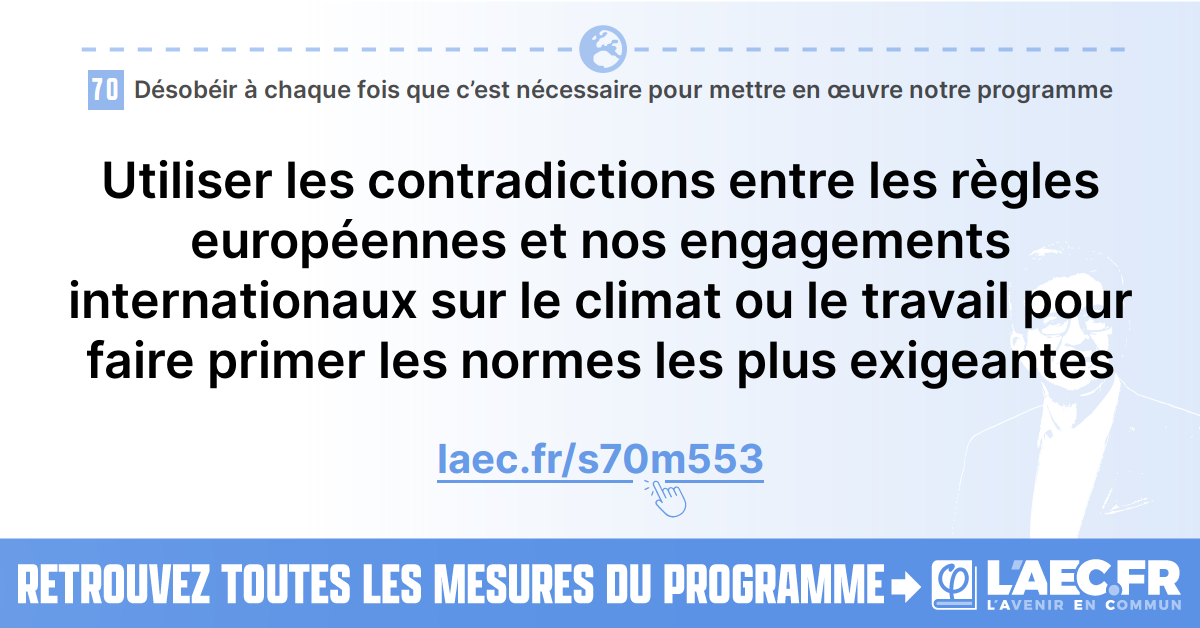 70 Désobéir à chaque fois que c’est nécessaire pour mettre en œuvre notre programme
Utiliser les contradictions entre les règles
européennes et nos engagements
internationaux sur le climat ou le travail pour
faire primer les normes les plus exigeantes
laec.fr/s70m553
RETROUVEZ TOUTES LES MESURES DU PROGRAMME
L'AEC.FR
L'AVENIR EN COMMUN